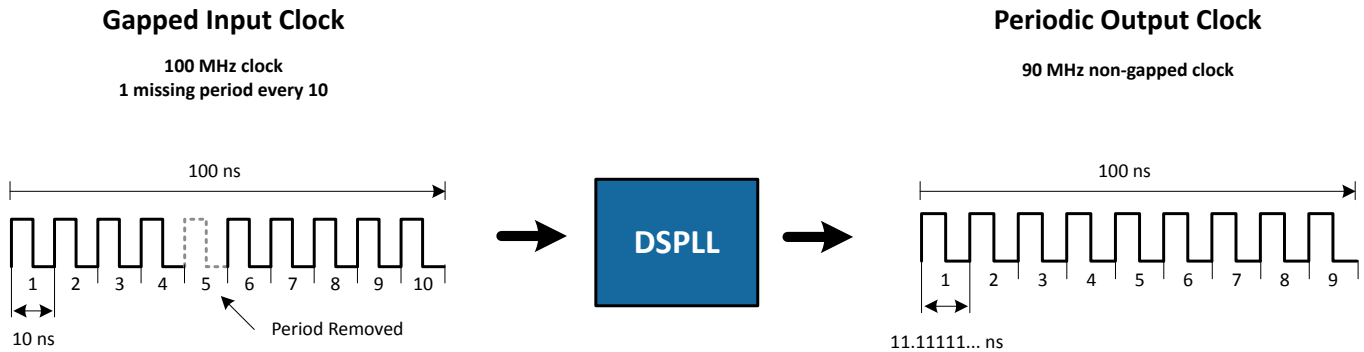 Gapped Input Clock
Periodic Output Clock
100 MHz clock
1 missing period every 10
90 MHz non-gapped clock
100 ns
100 ns
DSPLL
1 2 3 4 5 6 7 8 9 10
1 2 3 4 5 6 7 8 9
Period Removed
10 ns
11.11111... ns